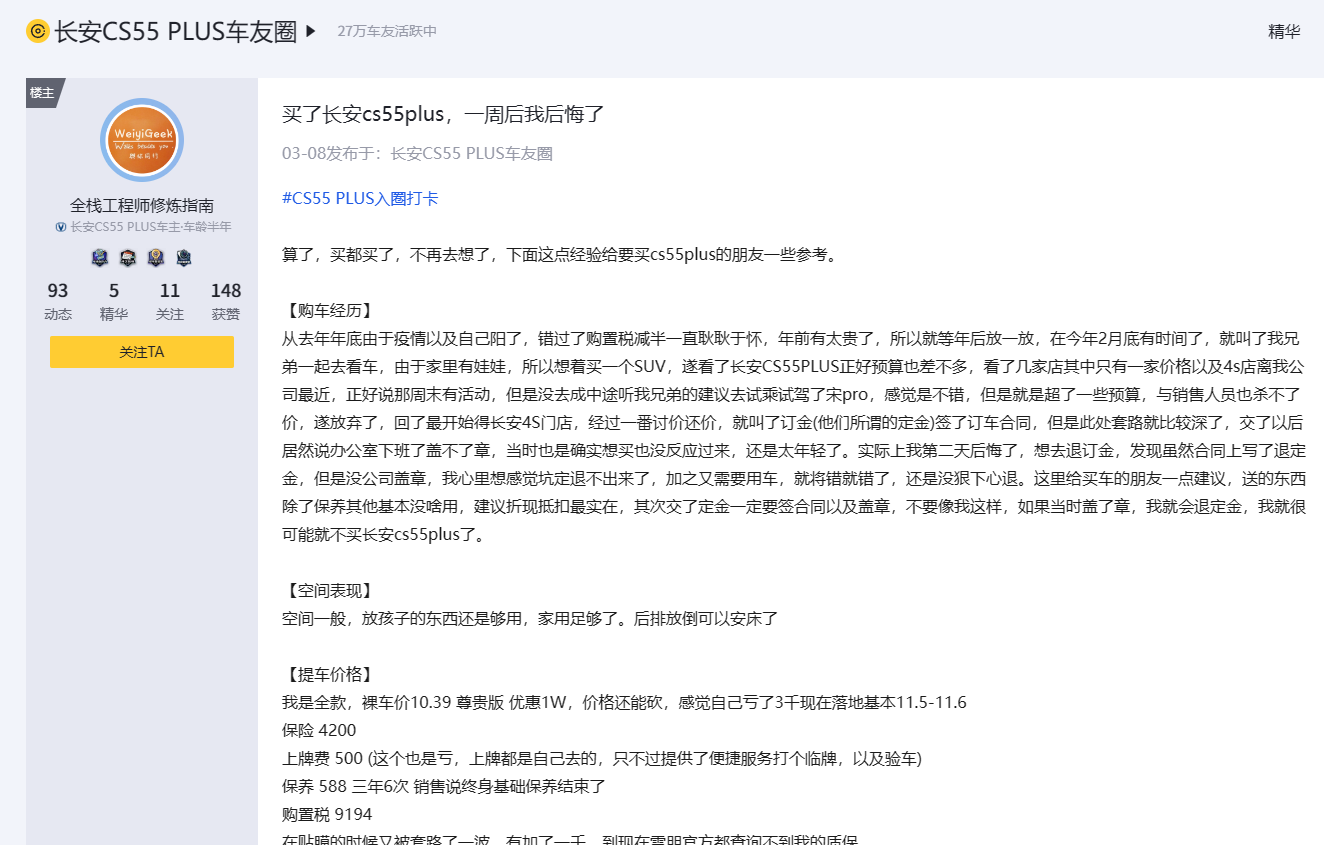 长安CS55 PLUS车友圈
27万车友活跃中
精华
楼主
WeiyiGeek
全栈工程师修炼指南
长安CS55 PLUS车主·车龄半年
93 5 11 148
动态 精华 关注 获赞
关注TA
买了长安cs55plus，一周后我后悔了
03-08发布于：长安CS55 PLUS车友圈
#CS55 PLUS入圈打卡
算了，买都买了，不再去想了，下面这点经验给要买cs55plus的朋友一些参考。
【购车经历】
从去年年底由于疫情以及自己阳了，错过了购置税减半一直耿耿于怀，年前有太贵了，所以就等年后放一放，在今年2月底有时间了，就叫了我兄
弟一起去看车，由于家里有娃娃，所以想着买一个SUV，遂看了长安CS55PLUS正好预算也差不多，看了几家店其中只有一家价格以及4s店离我公
司最近，正好说那周末有活动，但是没去成中途听我兄弟的建议去试乘试驾了宋pro，感觉是不错，但是就是超了一些预算，与销售人员也杀不了
价，遂放弃了，回了最开始得长安4S门店，经过一番讨价还价，就叫了订金(他们所谓的定金)签了订车合同，但是此处套路就比较深了，交了以后
居然说办公室下班了盖不了章，当时也是确实想买也没反应过来，还是太年轻了。实际上我第二天后悔了，想去退订金，发现虽然合同上写了退定
金，但是没公司盖章，我心里想感觉坑定退不出来了，加之又需要用车，就将错就错了，还是没狠下心退。这里给买车的朋友一点建议，送的东西
除了保养其他基本没啥用，建议折现抵扣最实在，其次交了定金一定要签合同以及盖章，不要像我这样，如果当时盖了章，我就会退定金，我就很
可能就不买长安cs55plus了。
【空间表现】
空间一般，放孩子的东西还是够用，家用足够了。后排放倒可以安床了
【提车价格】
我是全款，裸车价10.39 尊贵版 优惠1W，价格还能砍，感觉自己亏了3千现在落地基本11.5-11.6
保险 4200
上牌费 500 (这个也是亏，上牌都是自己去的，只不过提供了便捷服务打个临牌，以及验车)
保养 588 三年6次 销售说终身基础保养结束了
购置税 9194
在贴膜的时候又被套路了一波，有加了一千，到现在雷朋官方都查询不到我的质保